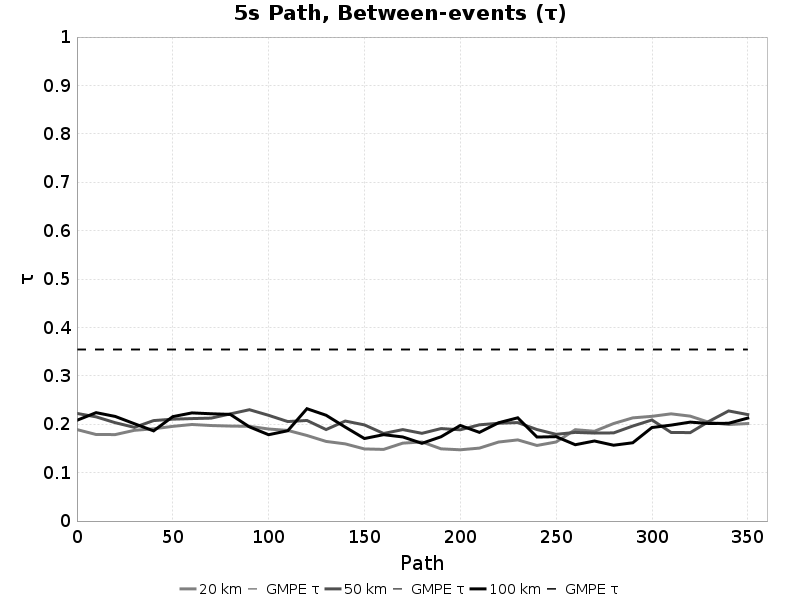 5s Path, Between-events (τ)
1
0.9
0.8
0.7
0.6
0.5
0.4
0.3
0.2
0.1
0
τ
0 50 100 150 200 250 300 350
Path
20 km GMPE τ 50 km GMPE τ 100 km GMPE τ